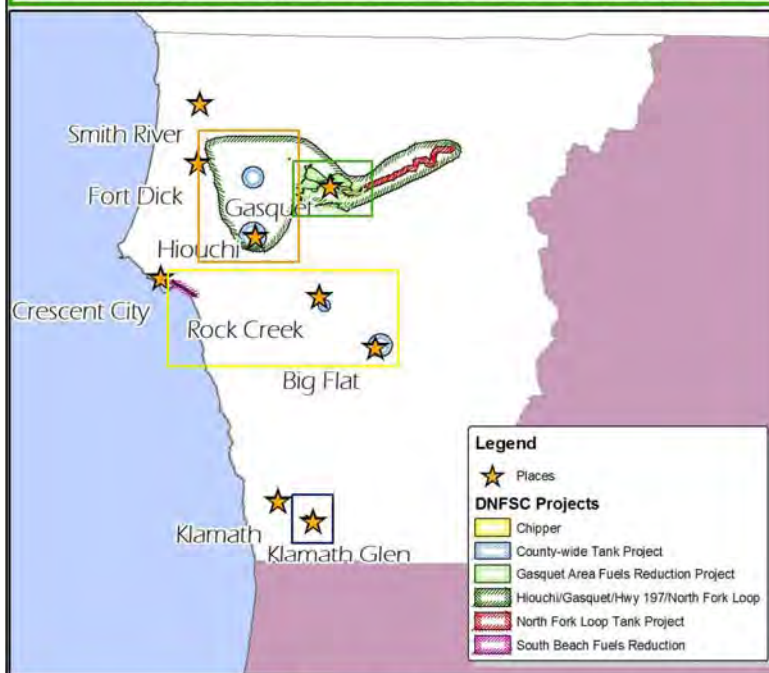 Smith River
Fort Dick
Gasquet
Hiouchi
Crescent City
Rock Creek
Big Flat
Klamath
Klamath Glen
Legend
Places
DNFSC Projects
Chipper
County-wide Tank Project
Gasquet Area Fuels Reduction Project
Hiouchi/Gasquet/Hwy 197/North Fork Loop
North Fork Loop Tank Project
South Beach Fuels Reduction